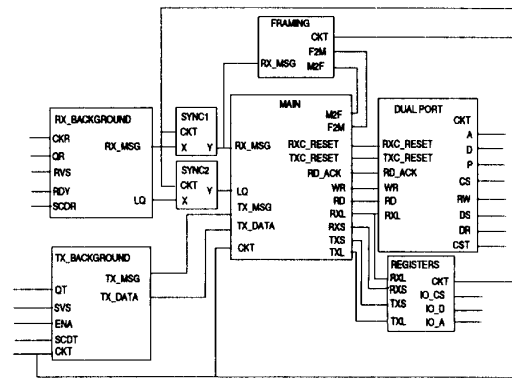 FRAMING
CKT
F2M
RX_MSG
M2F
RX_BACKGROUND
CKR
RX_MSG
QR
RVS
RDY
LQ
SCDR
SYNC1
CKT
X Y
SYNC2
CKT
Y
X
MAIN
M2F
F2M
RX_MSG
RXC_RESET
TXC_RESET
RD_ACK
LQ
WR
RD
TX_MSG
RXL
TX_DATA
RXS
TXS
CKT
TXL
DUAL PORT
CKT
A
RXC_RESET
D
TXC_RESET
P
RD_ACK
CS
WR
RD
RW
RXL
DS
DR
CST
TX_BACKGROUND
TX_MSG
QT
TX_DATA
SVS
ENA
SCDT
CKT
REGISTERS
RXL
CKT
RXS
IO_CS
TXS
IO_D
TXL
IO_A